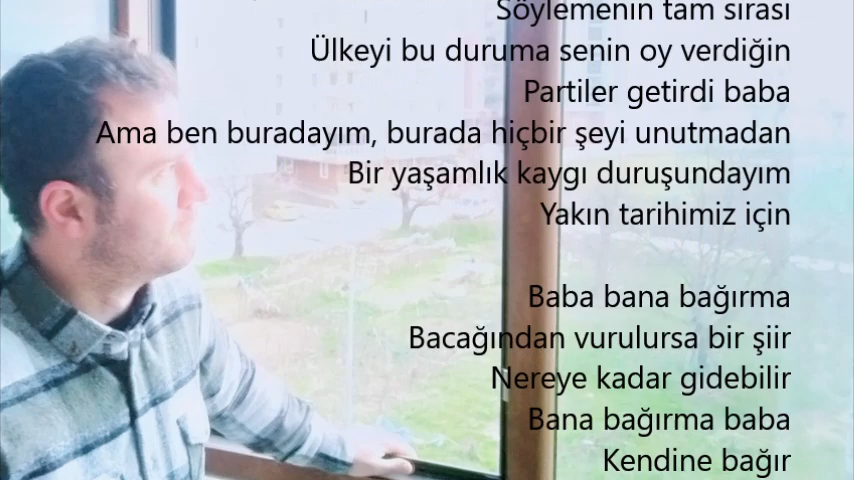 Söylemenin tam sırası
Ülkeyi bu duruma senin oy verdiğin
Partiler getirdi baba
Ama ben buradayım, burada hiçbir şeyi unutmadan
Bir yaşamlık kaygı duruşundayım
Yakın tarihimiz için
Baba bana bağırma
Bacağından vurulursa bir şiir
Nereye kadar gidebilir
Bana bağırma baba
Kendine bağır